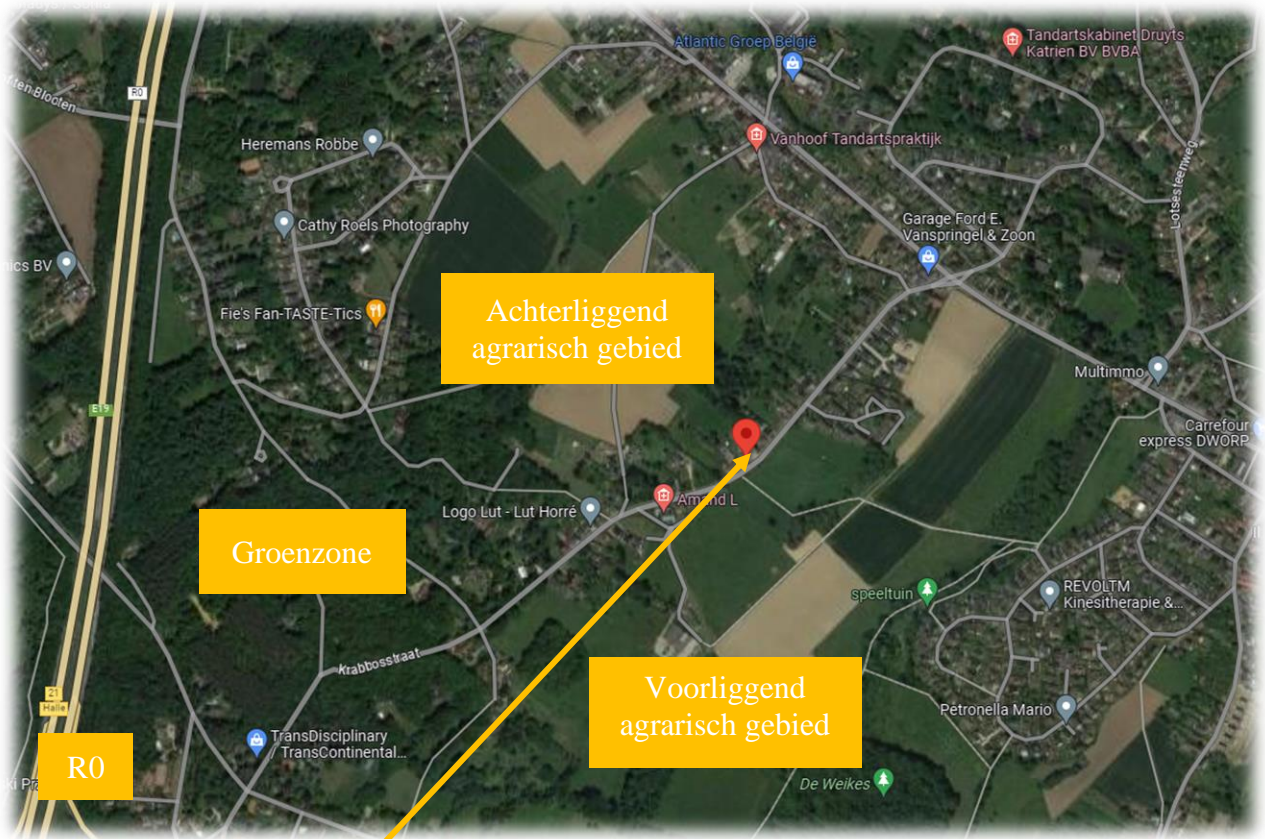 R0
Atlantic Groep België
Tandartskabinet Druyts
Katrien BV BVBA
Blocten
Heremans Robbe
Vanhoof Tandartspraktijk
Lotsesteenweg
Cathy Roels Photography
Garage Ford E.
Vanspringel & Zoon
BV
Fie's Fan-TASTE-Tics
Achterliggend
agrarisch gebied
Multimmo
E19
Carrefour
express DWORP
Amand L
Logo Lut - Lut Horré
Groenzone
speeltuin
REVOLTM
Kinesitherapie &...
Krabbosstraat
Voorliggend
agrarisch gebied
21
Halle
Petronella Mario
R0
TransDisciplinary
/ TransContinental...
De Weikes